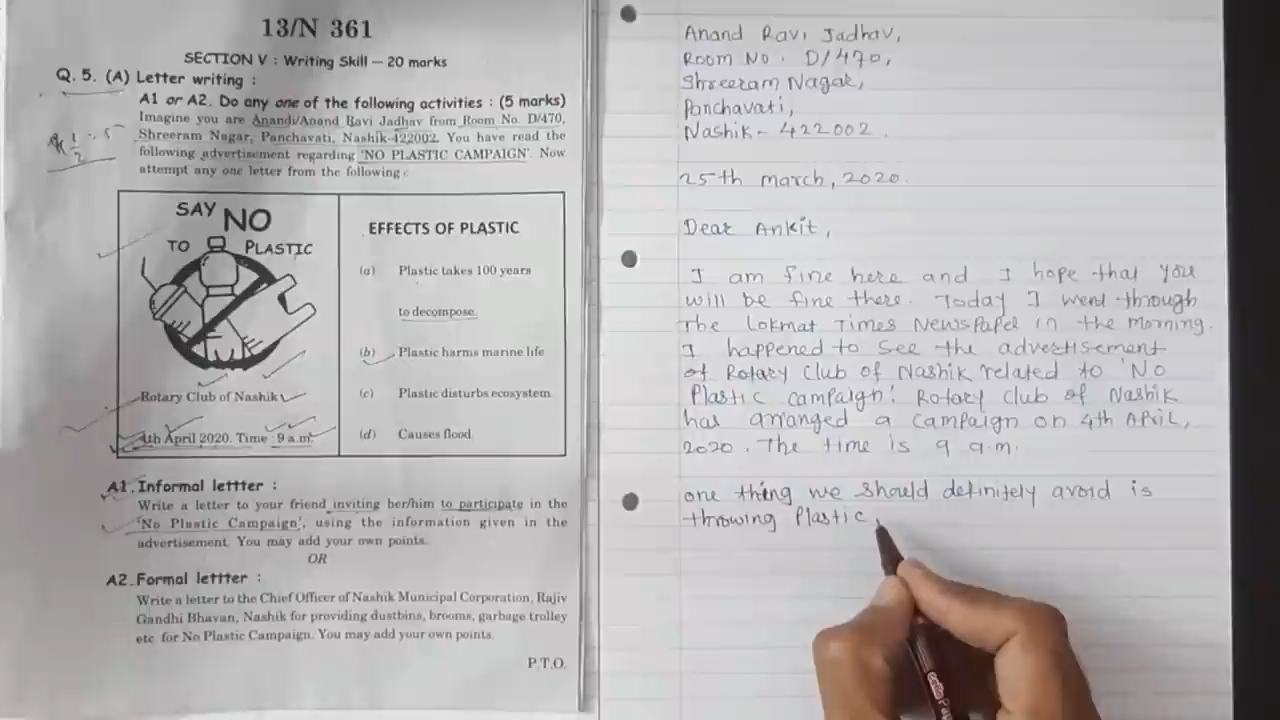 13/N 361
SECTION V : Writing Skill — 20 marks
Q. 5. (A) Letter writing :
A1 or A2. Do any one of the following activities : (5 marks)
Imagine you are Anandi/Anand Ravi Jadhav from Room No. D/470,
Shreeram Nagar, Panchavati, Nashik-422002. You have read the
following advertisement regarding 'NO PLASTIC CAMPAIGN'. Now
attempt any one letter from the following :
SAY NO
TO PLASTIC
Rotary Club of Nashik
4th April 2020. Time : 9 a.m.
EFFECTS OF PLASTIC
(a) Plastic takes 100 years
to decompose.
(b) Plastic harms marine life
(c) Plastic disturbs ecosystem
(d) Causes flood
A1. Informal lettter :
Write a letter to your friend inviting her/him to participate in the
'No Plastic Campaign', using the information given in the
advertisement. You may add your own points.
OR
A2. Formal lettter :
Write a letter to the Chief Officer of Nashik Municipal Corporation, Rajiv
Gandhi Bhavan, Nashik for providing dustbins, brooms, garbage trolley
etc for No Plastic Campaign. You may add your own points.
P.T.O.
Anand Ravi Jadhav,
Room No. D/470,
Shreeram Nagar,
Panchavati,
Nashik - 422002.
25th march, 2020.
Dear Ankit,
I am fine here and I hope that you
will be fine there. Today I went through
The Lokmat Times Newspaper in the morning.
I happened to see the advertisement
of Rotary Club of Nashik related to 'No
Plastic campaign'. Rotary club of Nashik
has arranged a campaign on 4th April,
2020. The time is 9 a.m.
one thing we should definitely avoid is
throwing Plastic
cello